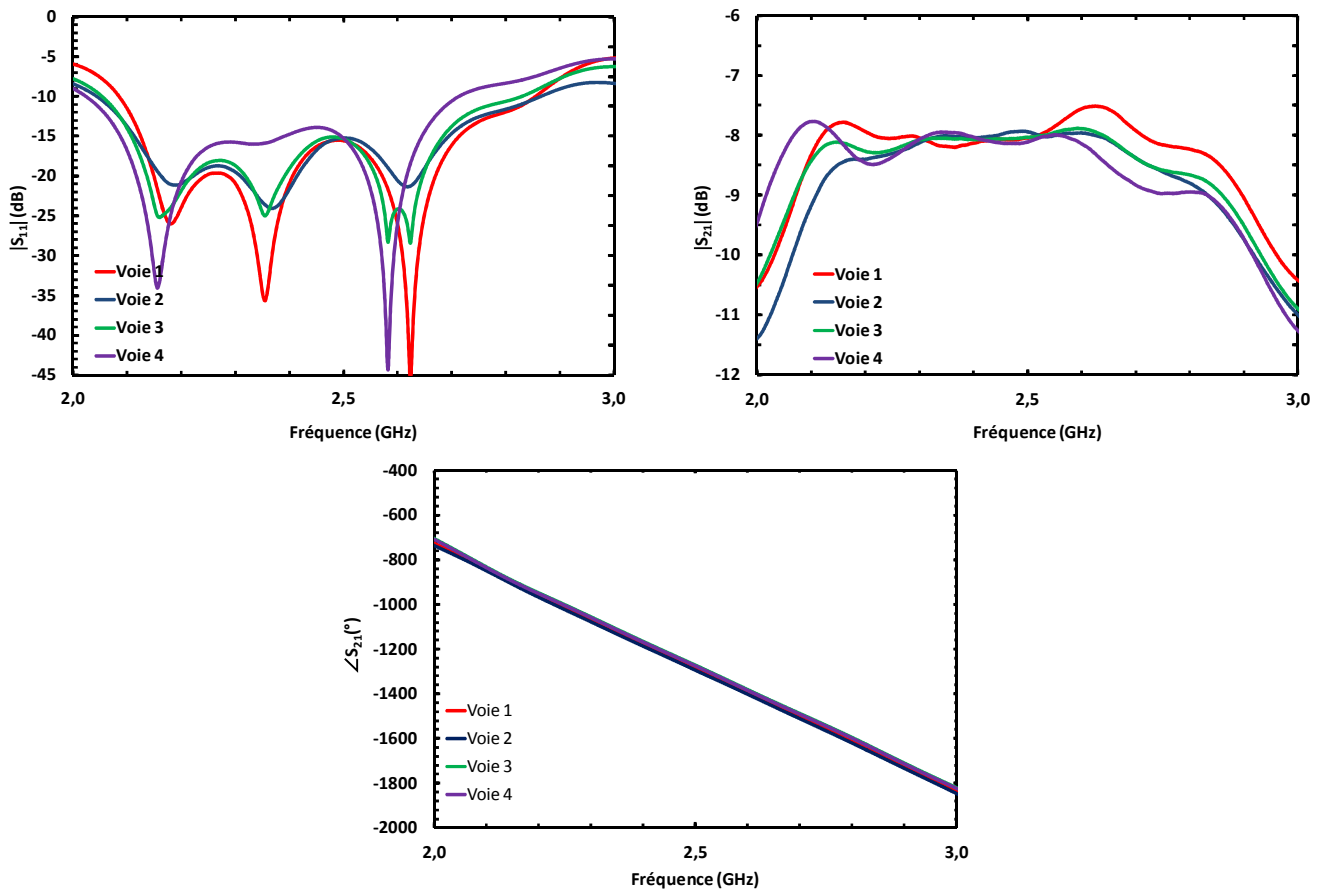 0
-5
-10
-15
-20
-25
-30
-35
-40
-45
|S11| (dB)
Voie 1
Voie 2
Voie 3
Voie 4
2,0
2,5
3,0
Fréquence (GHz)
-6
-7
-8
-9
-10
-11
-12
|S21| (dB)
Voie 1
Voie 2
Voie 3
Voie 4
2,0
2,5
3,0
Fréquence (GHz)
-400
-600
-800
-1000
-1200
-1400
-1600
-1800
-2000
∠S21(°)
Voie 1
Voie 2
Voie 3
Voie 4
2,0
2,5
3,0
Fréquence (GHz)